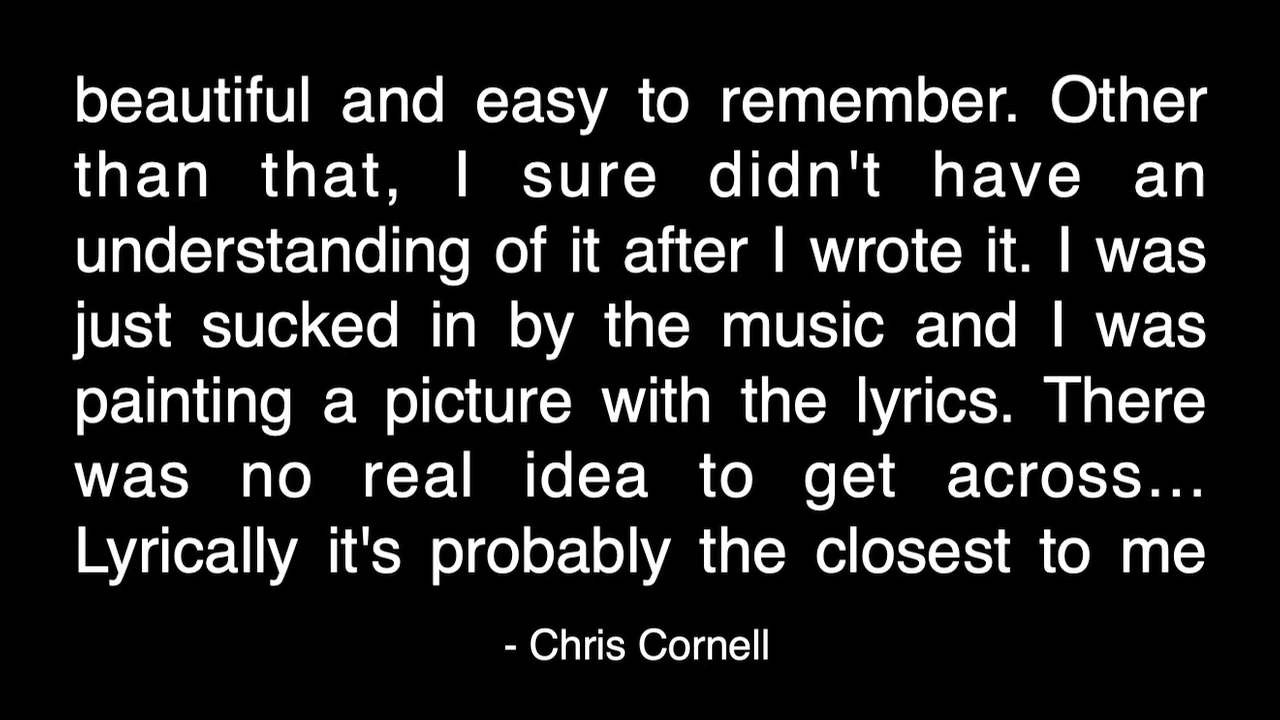 beautiful and easy to remember. Other
than that, I sure didn't have an
understanding of it after I wrote it. I was
just sucked in by the music and I was
painting a picture with the lyrics. There
was no real idea to get across...
Lyrically it's probably the closest to me
- Chris Cornell